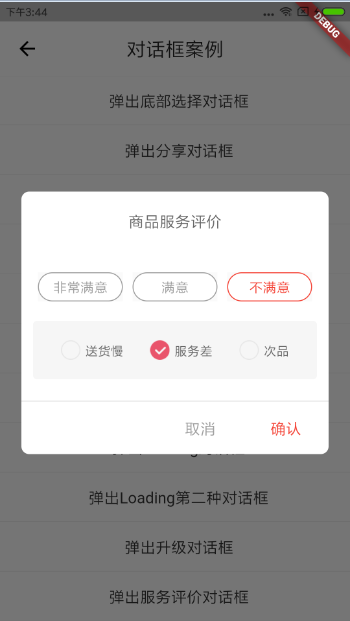 下午3:44
DEBUG
对话框案例
弹出底部选择对话框
弹出分享对话框
商品服务评价
非常满意 满意 不满意
送货慢 服务差 次品
取消 确认
弹出Loading第二种对话框
弹出升级对话框
弹出服务评价对话框